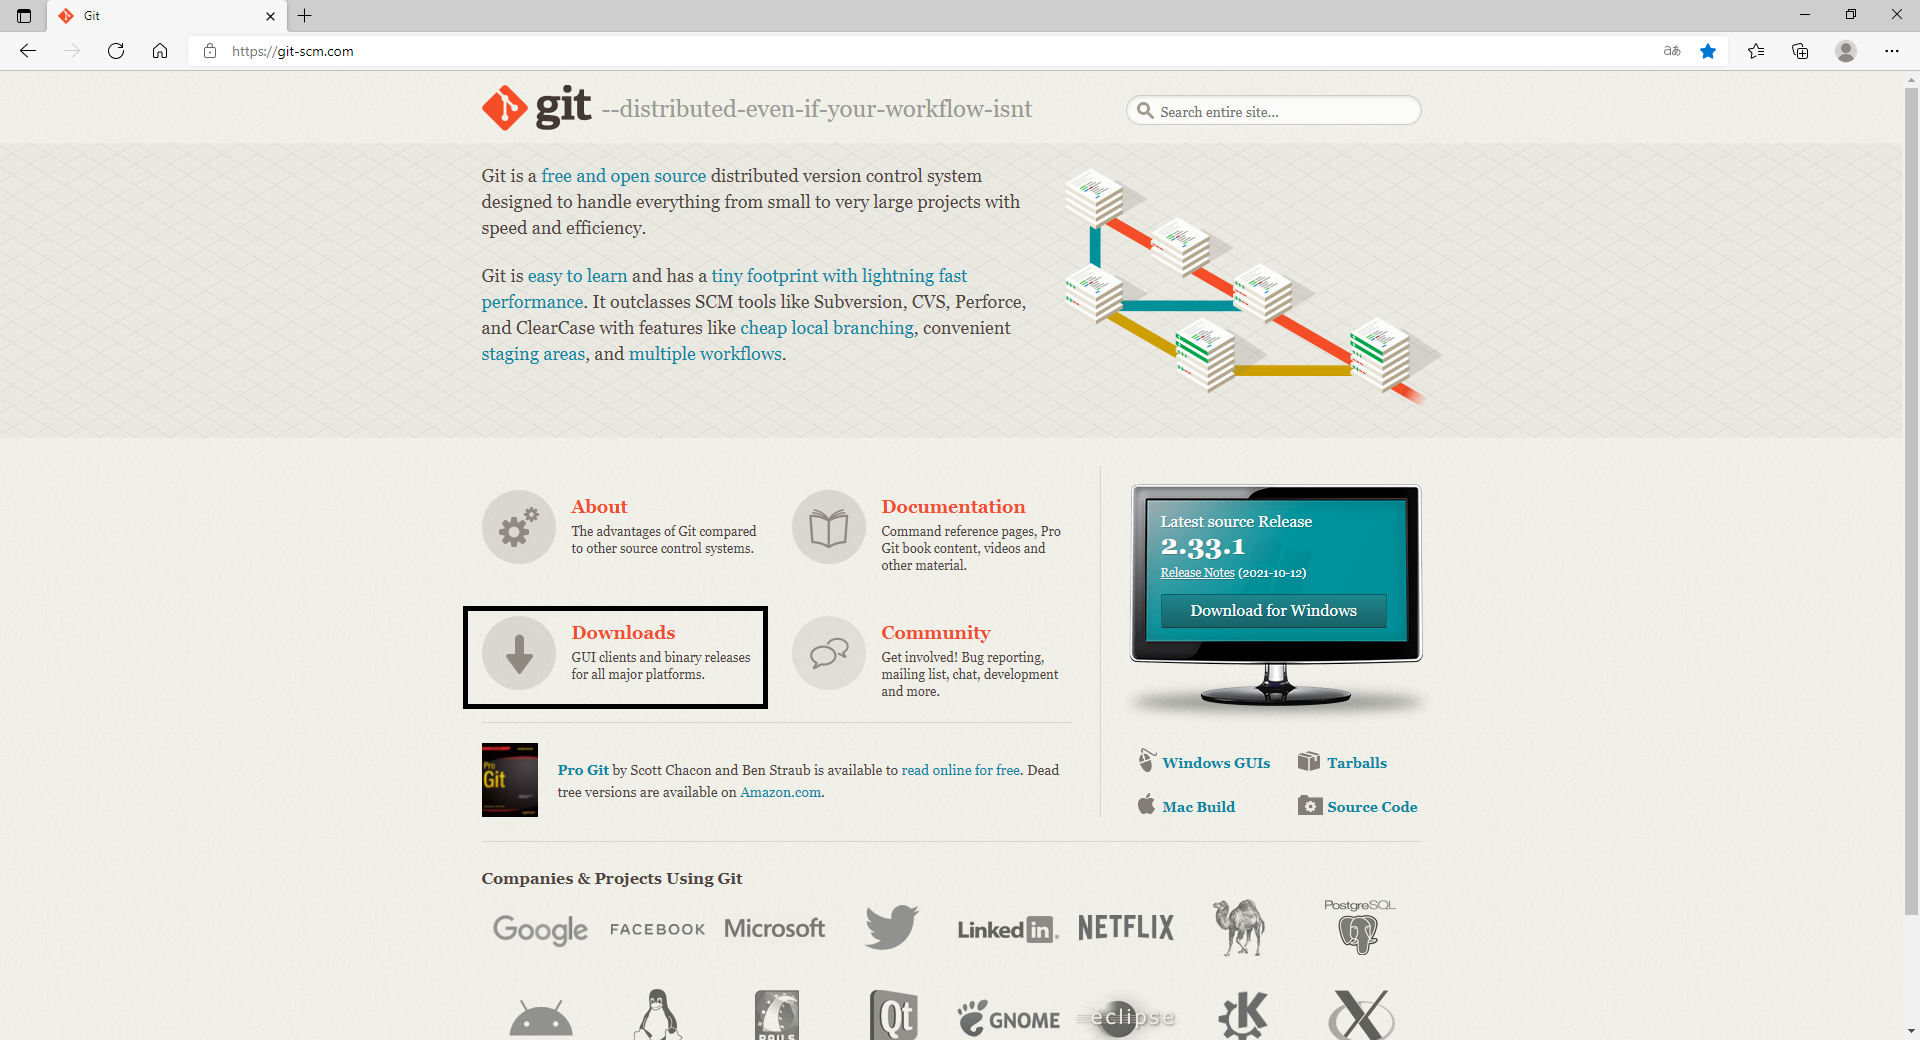 Git
https://git-scm.com
git --distributed-even-if-your-workflow-isnt
Search entire site...
Git is a free and open source distributed version control system
designed to handle everything from small to very large projects with
speed and efficiency.
Git is easy to learn and has a tiny footprint with lightning fast
performance. It outclasses SCM tools like Subversion, CVS, Perforce,
and ClearCase with features like cheap local branching, convenient
staging areas, and multiple workflows.
About
The advantages of Git compared
to other source control systems.
Documentation
Command reference pages, Pro
Git book content, videos and
other material.
Downloads
GUI clients and binary releases
for all major platforms.
Community
Get involved! Bug reporting,
mailing list, chat, development
and more.
Latest source Release
2.33.1
Release Notes (2021-10-12)
Download for Windows
Windows GUIs
Tarballs
Mac Build
Source Code
Pro
Git
Pro Git by Scott Chacon and Ben Straub is available to read online for free. Dead
tree versions are available on Amazon.com.
Companies & Projects Using Git
Google FACEBOOK Microsoft LinkedIn NETFLIX PostgreSQL
Qt GNOME eclipse K X